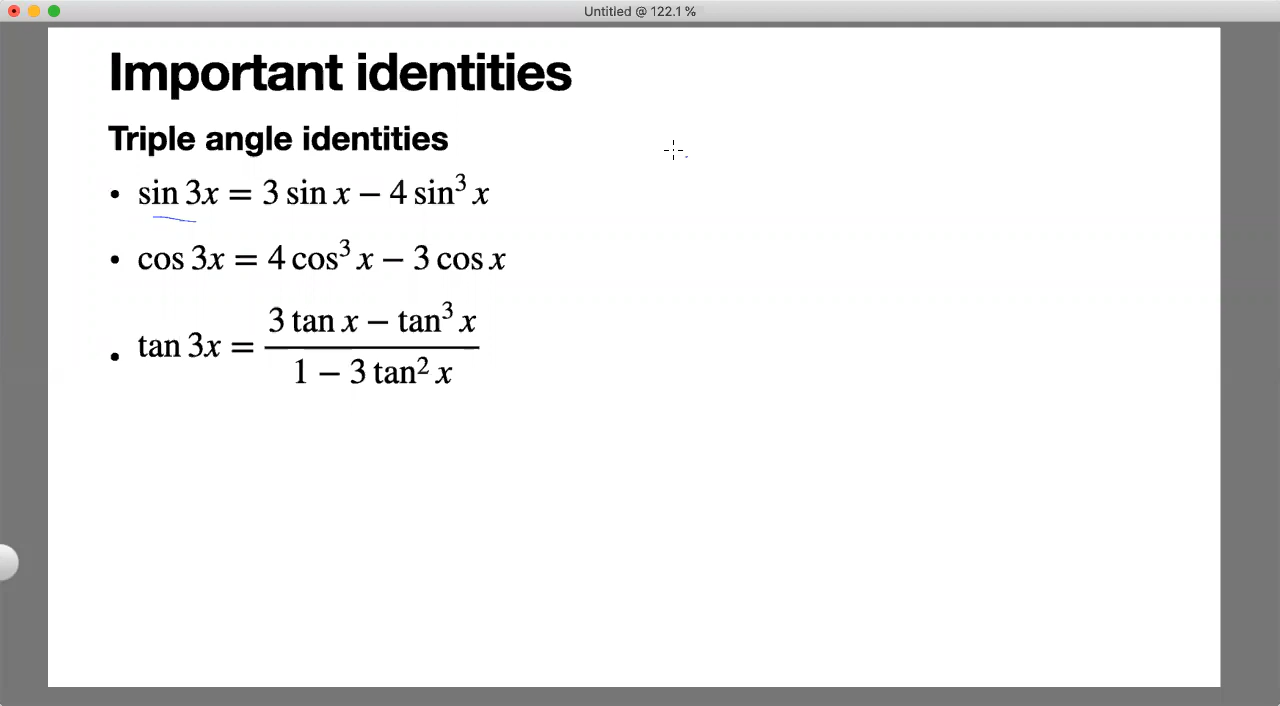 Untitled @ 122.1 %
Important identities
Triple angle identities
• sin 3x = 3 sin x − 4 sin³ x
• cos 3x = 4 cos³ x − 3 cos x
• tan 3x = (3 tan x − tan³ x) / (1 − 3 tan² x)